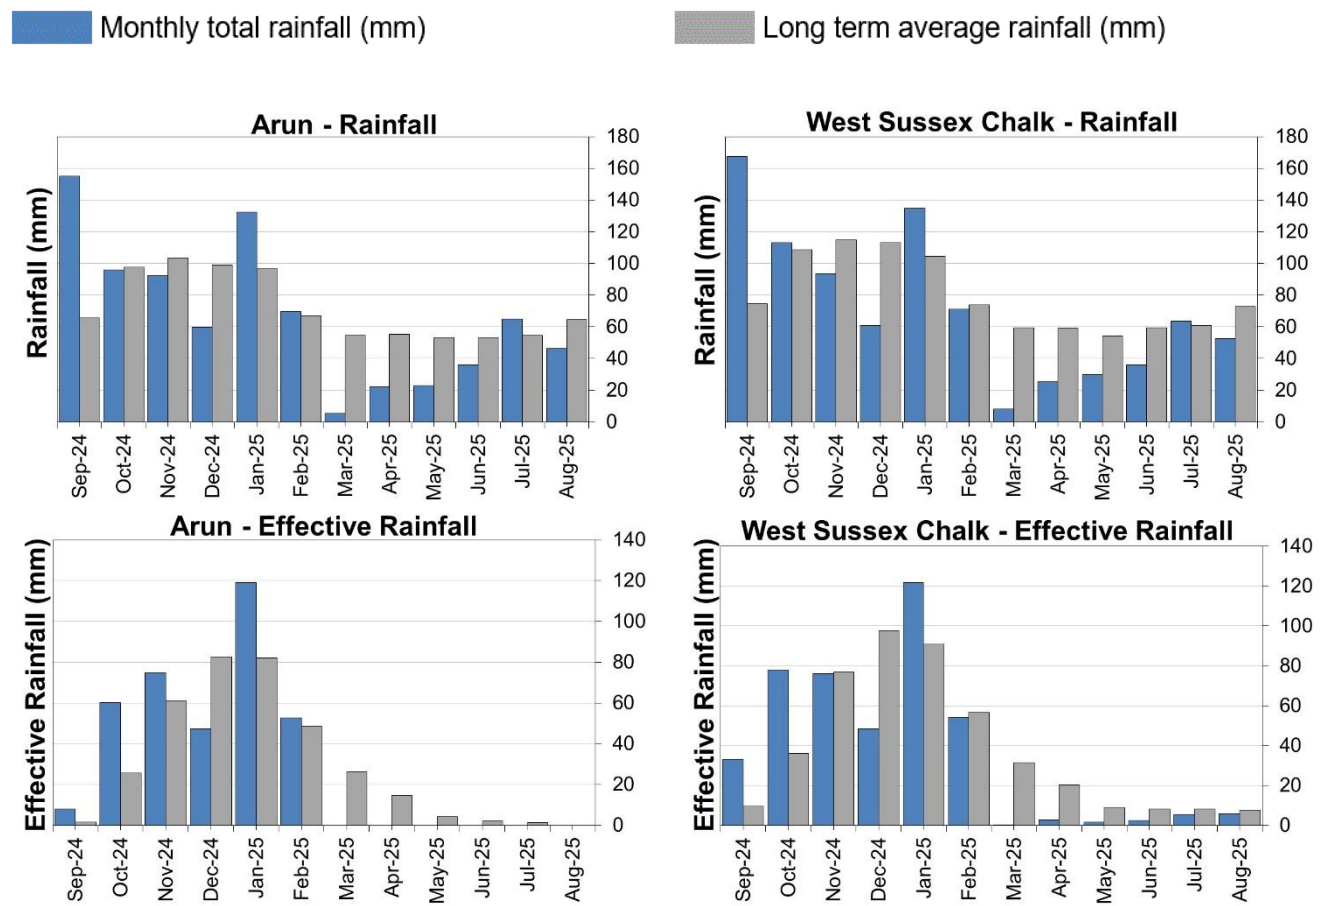 Monthly total rainfall (mm)
Long term average rainfall (mm)
Arun - Rainfall
Rainfall (mm)
180
160
140
120
100
80
60
40
20
0
Sep-24
Oct-24
Nov-24
Dec-24
Jan-25
Feb-25
Mar-25
Apr-25
May-25
Jun-25
Jul-25
Aug-25
West Sussex Chalk - Rainfall
Rainfall (mm)
180
160
140
120
100
80
60
40
20
0
Sep-24
Oct-24
Nov-24
Dec-24
Jan-25
Feb-25
Mar-25
Apr-25
May-25
Jun-25
Jul-25
Aug-25
Arun - Effective Rainfall
Effective Rainfall (mm)
140
120
100
80
60
40
20
0
Sep-24
Oct-24
Nov-24
Dec-24
Jan-25
Feb-25
Mar-25
Apr-25
May-25
Jun-25
Jul-25
Aug-25
West Sussex Chalk - Effective Rainfall
Effective Rainfall (mm)
140
120
100
80
60
40
20
0
Sep-24
Oct-24
Nov-24
Dec-24
Jan-25
Feb-25
Mar-25
Apr-25
May-25
Jun-25
Jul-25
Aug-25